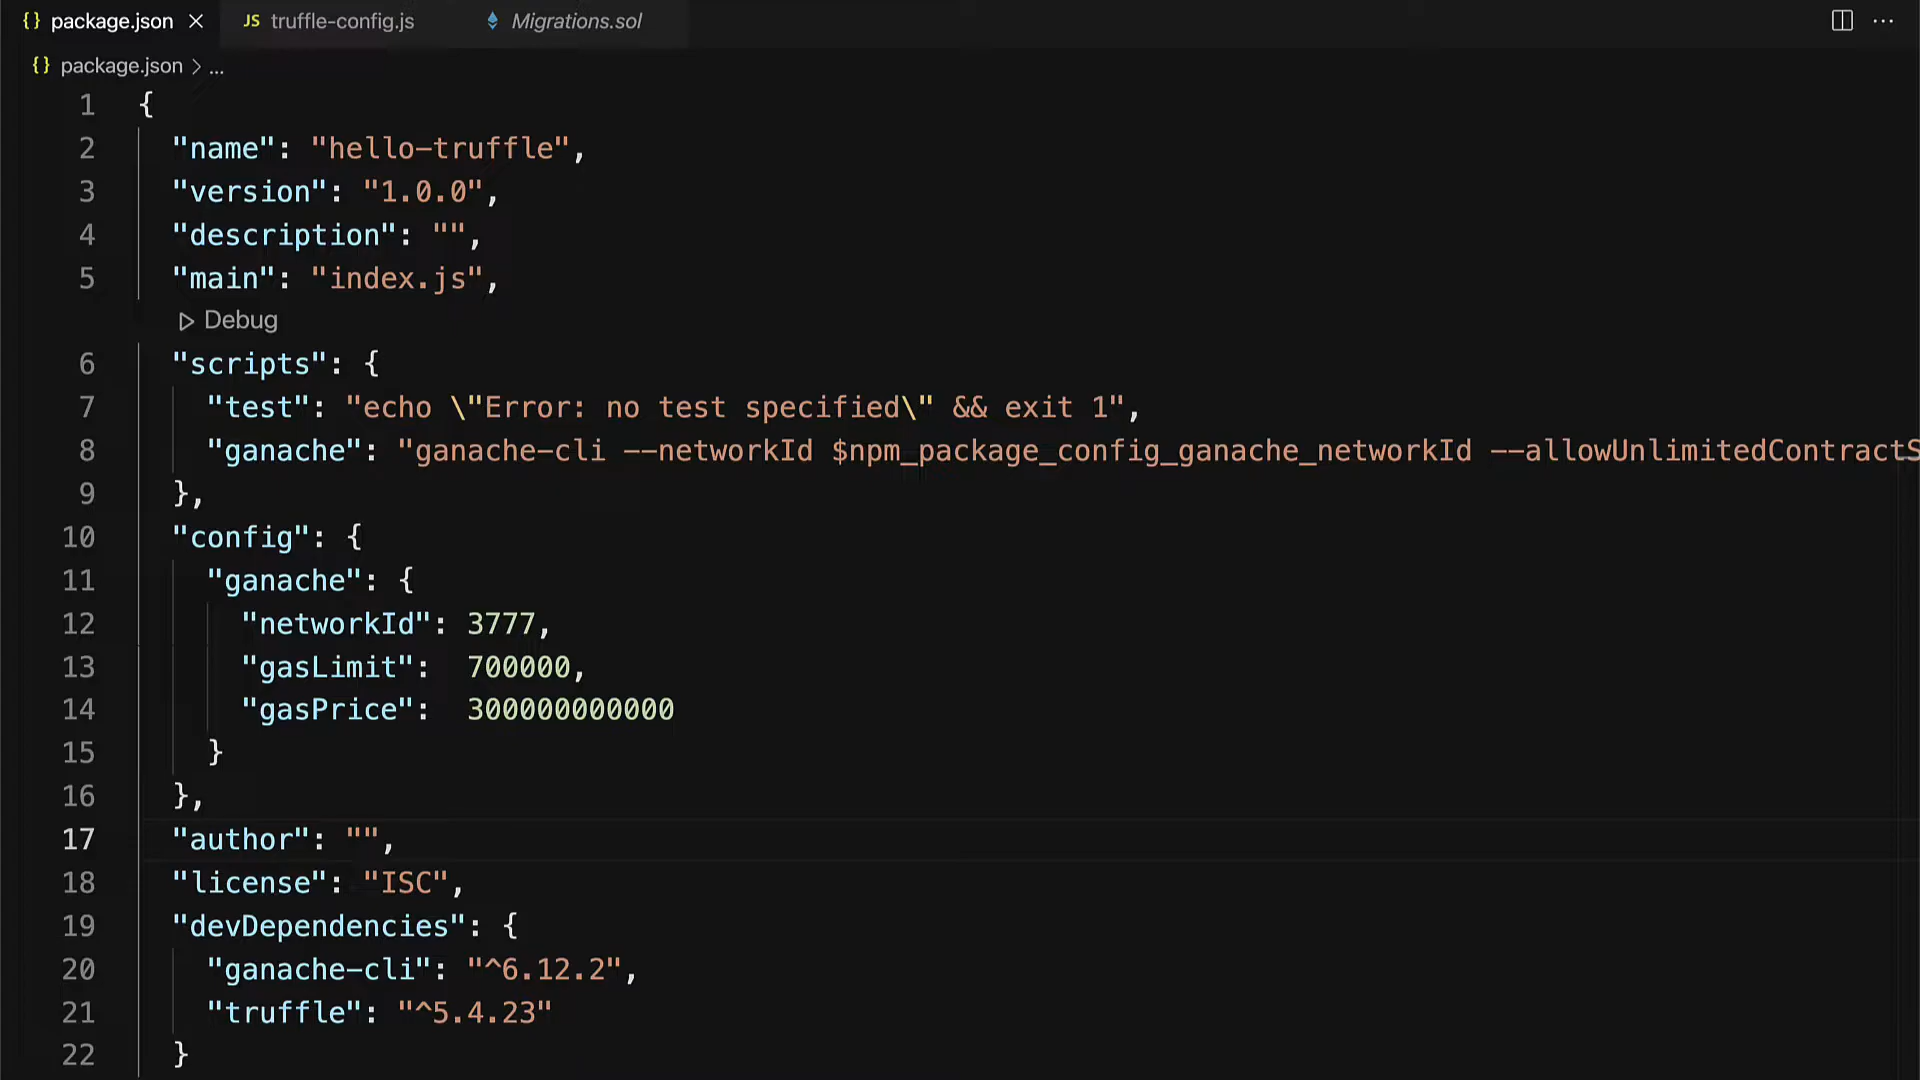 {} package.json × JS truffle-config.js Migrations.sol ...
{} package.json > ...
1 {
2 "name": "hello-truffle",
3 "version": "1.0.0",
4 "description": "",
5 "main": "index.js",
Debug
6 "scripts": {
7 "test": "echo \"Error: no test specified\" && exit 1",
8 "ganache": "ganache-cli --networkId $npm_package_config_ganache_networkId --allowUnlimitedContractS
9 },
10 "config": {
11 "ganache": {
12 "networkId": 3777,
13 "gasLimit": 700000,
14 "gasPrice": 300000000000
15 }
16 },
17 "author": "",
18 "license": "ISC",
19 "devDependencies": {
20 "ganache-cli": "^6.12.2",
21 "truffle": "^5.4.23"
22 }